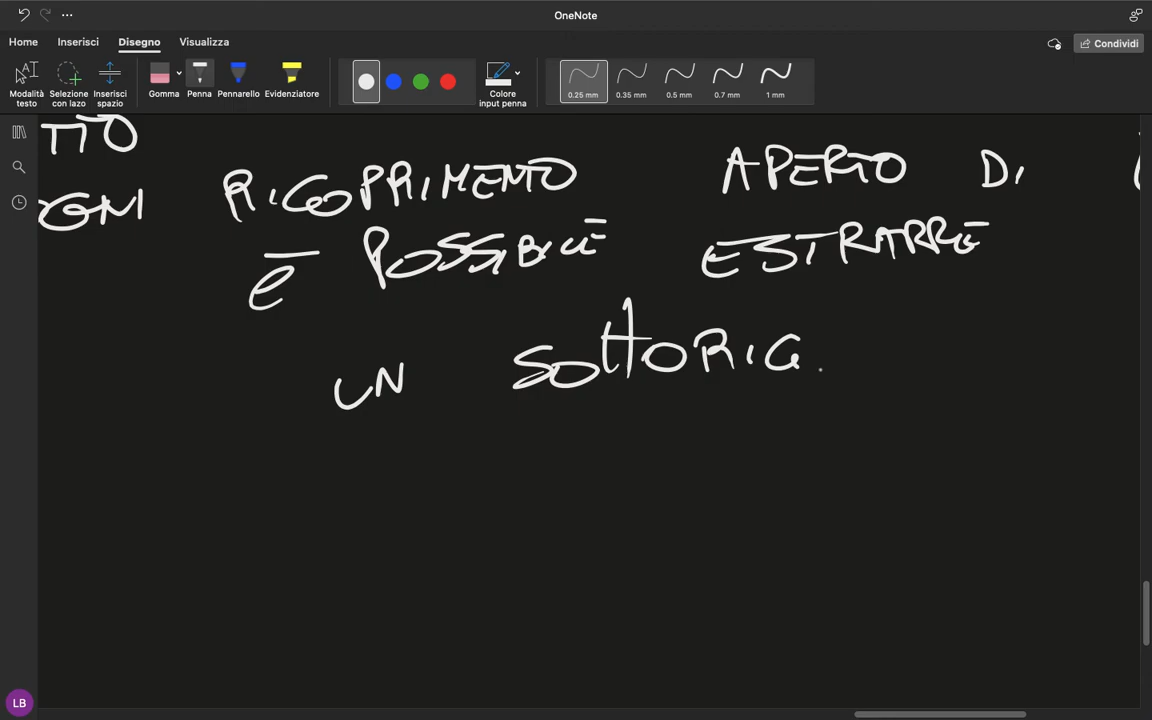 OneNote
Home Inserisci Disegno Visualizza
Condividi
Modalità testo
Selezione con lazo
Inserisci spazio
Gomma
Penna
Pennarello
Evidenziatore
Colore input penna
0.25 mm
0.35 mm
0.5 mm
0.7 mm
1 mm
TTO
OGNI RICOPRIMENTO APERTO DI
È POSSIBILE ESTRARRE
UN SOTTORIC
LB